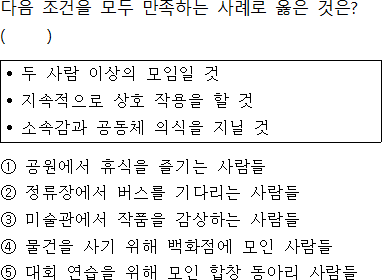 다음 조건을 모두 만족하는 사례로 옳은 것은?
(      )
• 두 사람 이상의 모임일 것
• 지속적으로 상호 작용을 할 것
• 소속감과 공동체 의식을 지닐 것
① 공원에서 휴식을 즐기는 사람들
② 정류장에서 버스를 기다리는 사람들
③ 미술관에서 작품을 감상하는 사람들
④ 물건을 사기 위해 백화점에 모인 사람들
⑤ 대회 연습을 위해 모인 합창 동아리 사람들